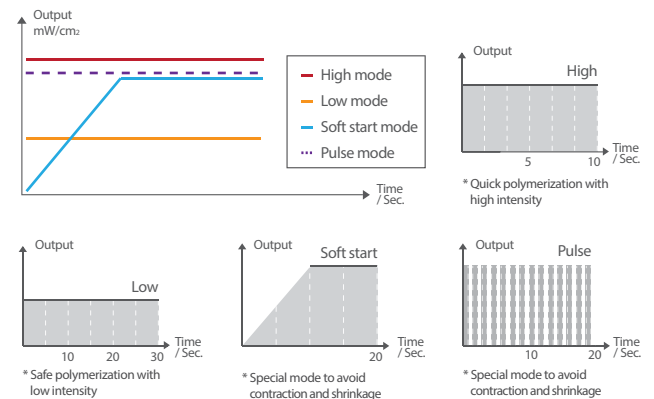 Output
mW/cm2
High mode
Low mode
Soft start mode
Pulse mode
Time
/ Sec.
Output
High
5 10
Time
/ Sec.
* Quick polymerization with
high intensity
Output
Low
10 20 30
Time
/ Sec.
* Safe polymerization with
low intensity
Output
Soft start
20
Time
/ Sec.
* Special mode to avoid
contraction and shrinkage
Output
Pulse
10 20
Time
/ Sec.
* Special mode to avoid
contraction and shrinkage